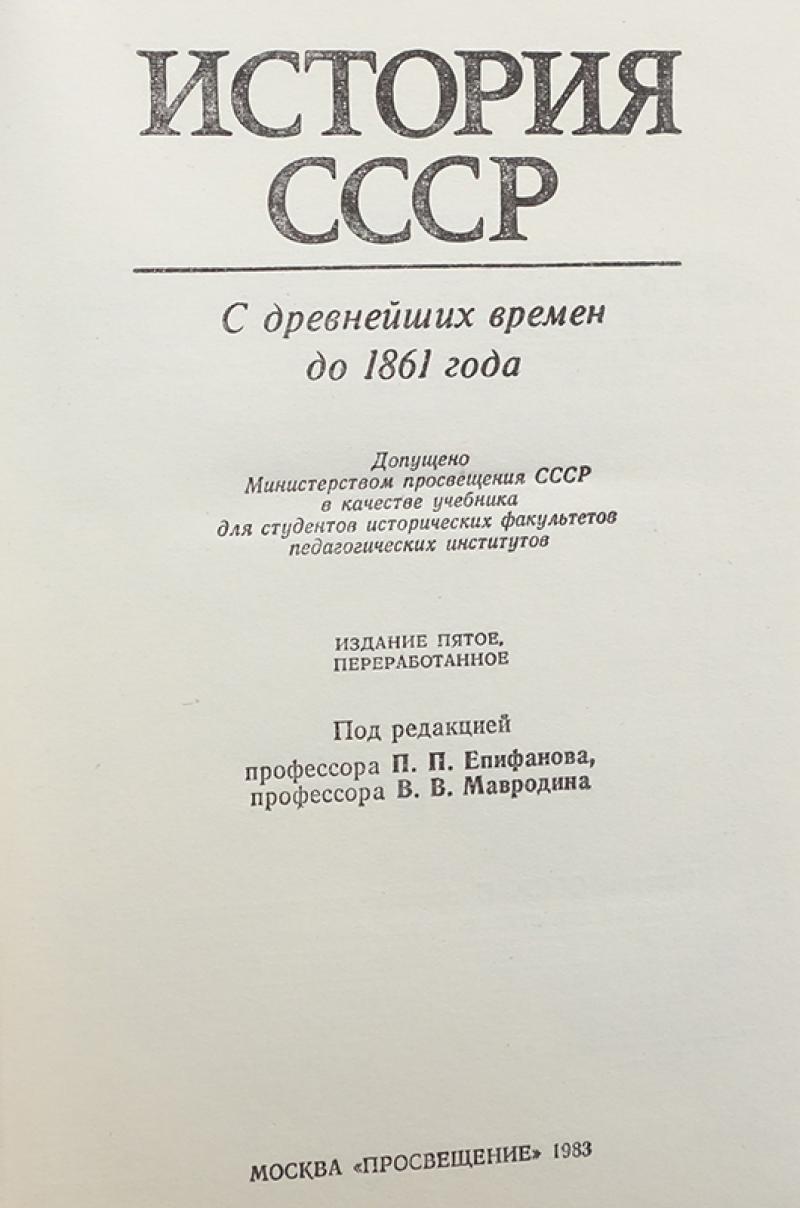 ИСТОРИЯ
СССР
С древнейших времен
до 1861 года
Допущено
Министерством просвещения СССР
в качестве учебника
для студентов исторических факультетов
педагогических институтов
ИЗДАНИЕ ПЯТОЕ,
ПЕРЕРАБОТАННОЕ
Под редакцией
профессора П. П. Епифанова,
профессора В. В. Мавродина
МОСКВА «ПРОСВЕЩЕНИЕ» 1983